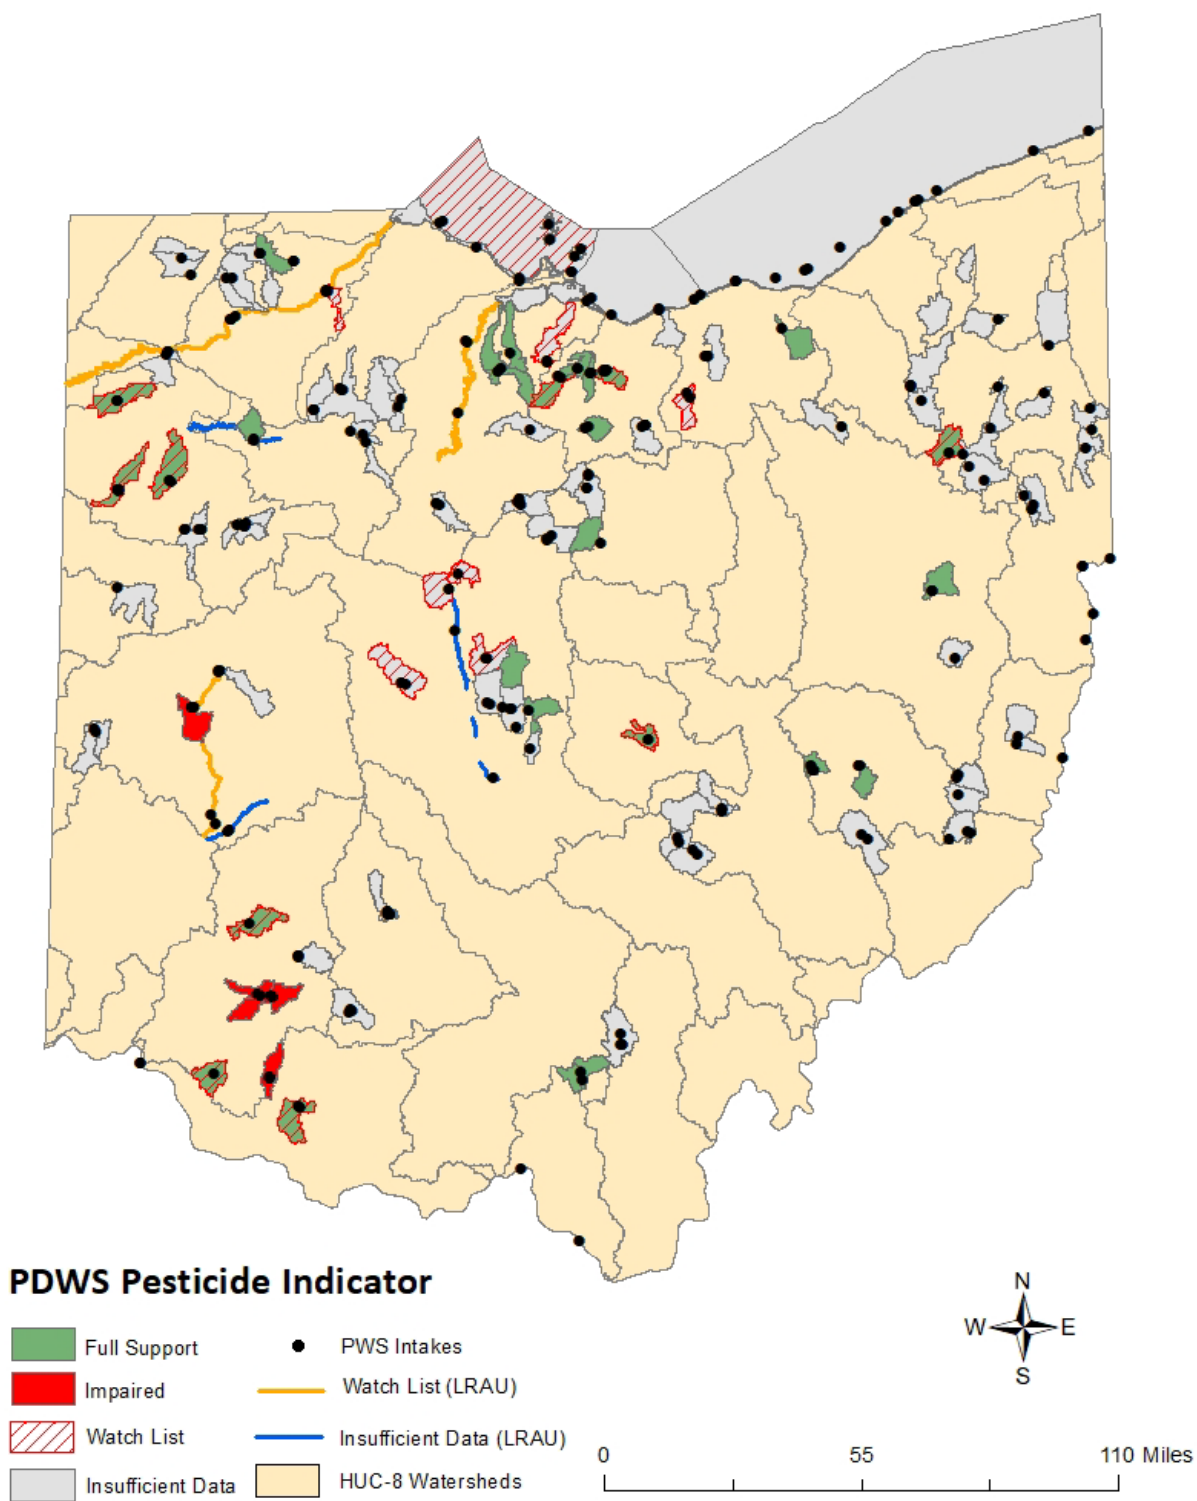 PDWS Pesticide Indicator
Full Support
PWS Intakes
Impaired
Watch List (LRAU)
Watch List
Insufficient Data (LRAU)
Insufficient Data
HUC-8 Watersheds
N
W E
S
0 55 110 Miles